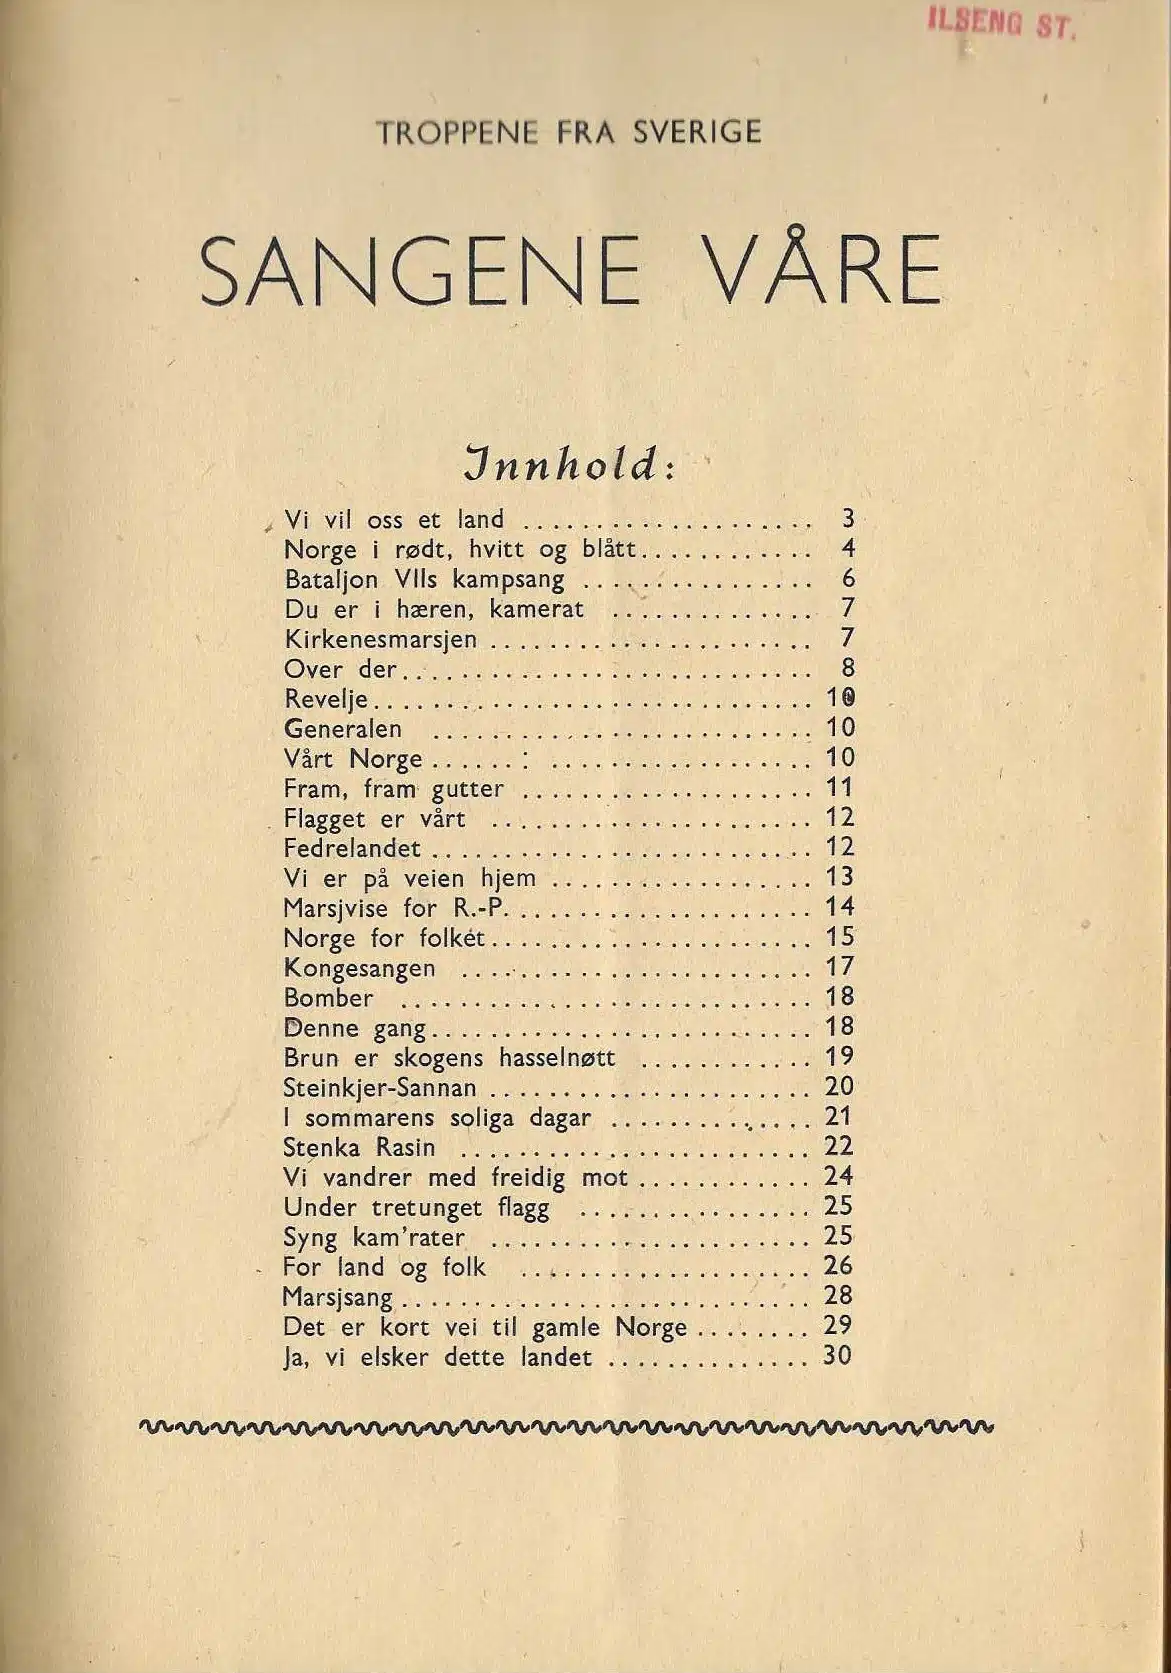 ILSENG ST.
TROPPENE FRA SVERIGE
SANGENE VÅRE
Innhold:
Vi vil oss et land .................... 3
Norge i rødt, hvitt og blått............ 4
Bataljon VIIs kampsang ................ 6
Du er i hæren, kamerat .............. 7
Kirkenesmarsjen ...................... 7
Over der............................ 8
Revelje.............................. 10
Generalen .......................... 10
Vårt Norge......: .................. 10
Fram, fram gutter .................... 11
Flagget er vårt ...................... 12
Fedrelandet .......................... 12
Vi er på veien hjem .................. 13
Marsjvise for R.-P. .................... 14
Norge for folket...................... 15
Kongesangen ........................ 17
Bomber ............................ 18
Denne gang.......................... 18
Brun er skogens hasselnøtt ............ 19
Steinkjer-Sannan ...................... 20
I sommarens soliga dagar .............. 21
Stenka Rasin ........................ 22
Vi vandrer med freidig mot ............ 24
Under tretunget flagg ................ 25
Syng kam'rater ...................... 25
For land og folk .................... 26
Marsjsang............................ 28
Det er kort vei til gamle Norge ........ 29
Ja, vi elsker dette landet .............. 30